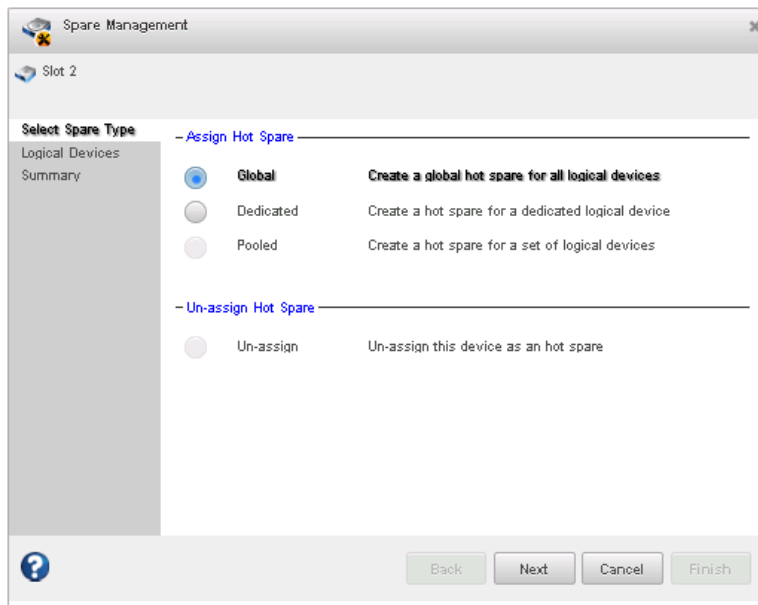 Spare Management
Slot 2
Select Spare Type
Logical Devices
Summary
Assign Hot Spare
Global Create a global hot spare for all logical devices
Dedicated Create a hot spare for a dedicated logical device
Pooled Create a hot spare for a set of logical devices
Un-assign Hot Spare
Un-assign Un-assign this device as an hot spare
? Back Next Cancel Finish